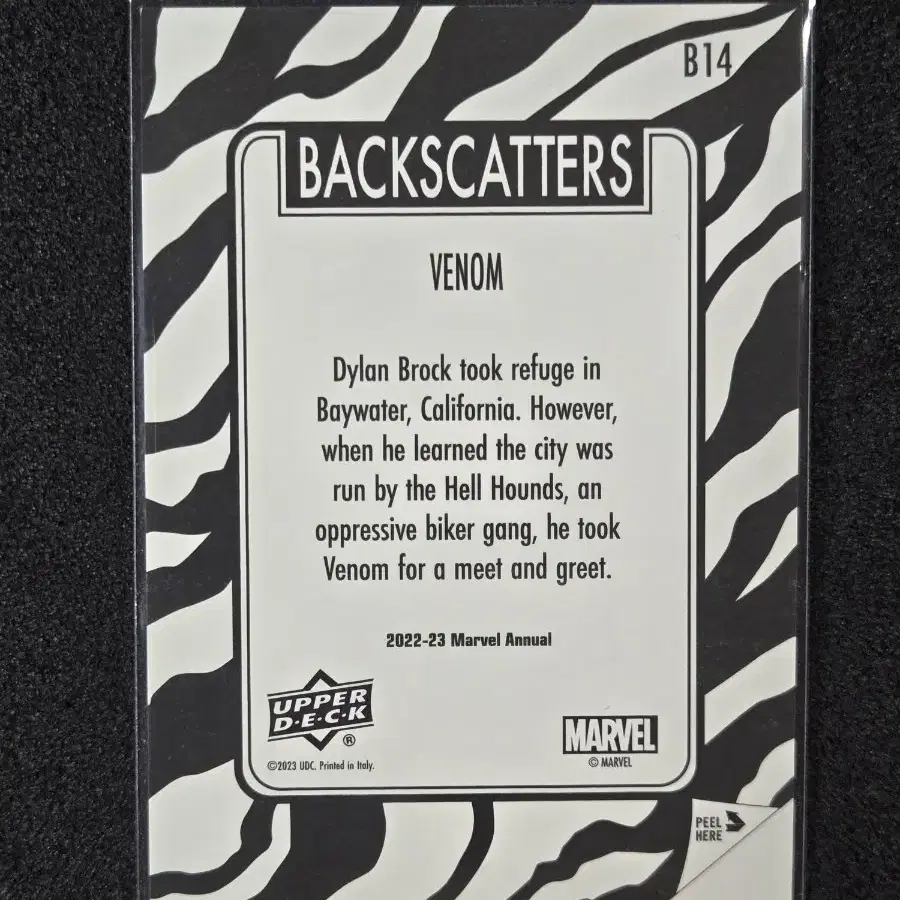 B14
BACKSCATTERS
VENOM
Dylan Brock took refuge in
Baywater, California. However,
when he learned the city was
run by the Hell Hounds, an
oppressive biker gang, he took
Venom for a meet and greet.
2022-23 Marvel Annual
UPPER
D·E·C·K
®
MARVEL
©2023 UDC. Printed in Italy.
© MARVEL
PEEL
HERE